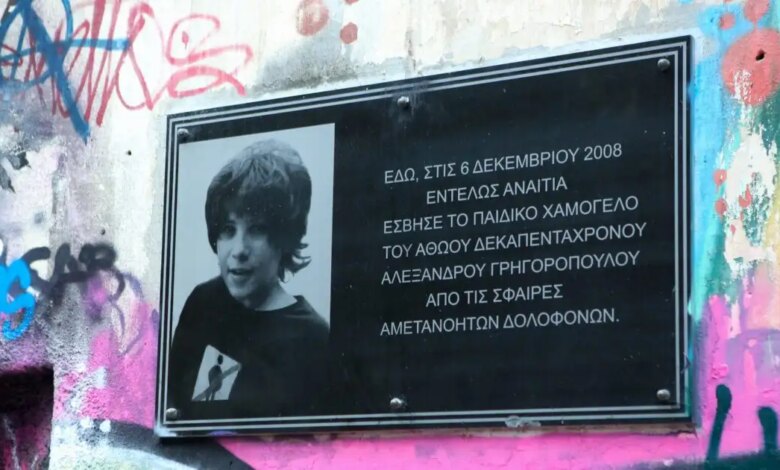 ΕΔΩ, ΣΤΙΣ 6 ΔΕΚΕΜΒΡΙΟΥ 2008
ΕΝΤΕΛΩΣ ΑΝΑΙΤΙΑ
ΕΣΒΗΣΕ ΤΟ ΠΑΙΔΙΚΟ ΧΑΜΟΓΕΛΟ
ΤΟΥ ΑΘΩΟΥ ΔΕΚΑΠΕΝΤΑΧΡΟΝΟΥ
ΑΛΕΞΑΝΔΡΟΥ ΓΡΗΓΟΡΟΠΟΥΛΟΥ
ΑΠΟ ΤΙΣ ΣΦΑΙΡΕΣ
ΑΜΕΤΑΝΟΗΤΩΝ ΔΟΛΟΦΟΝΩΝ.